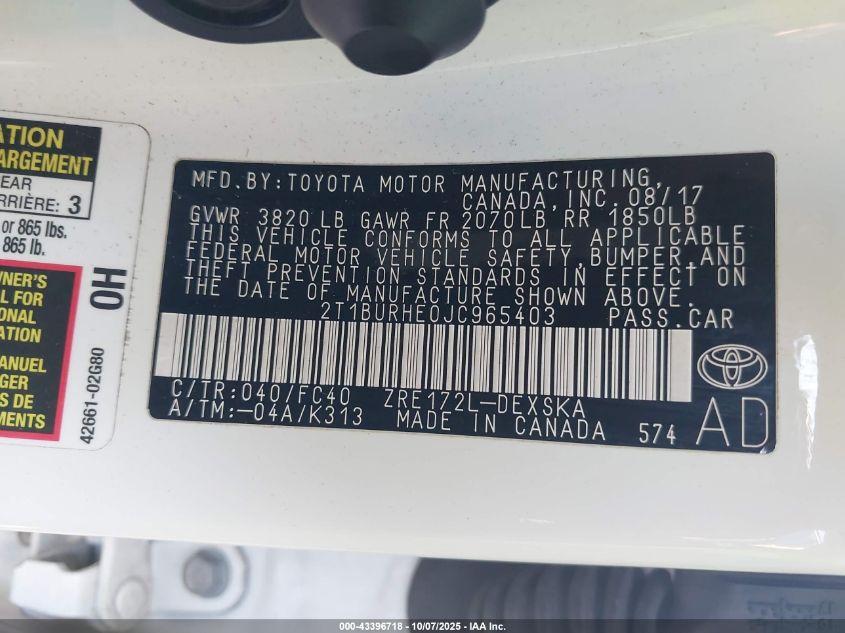 ATION
ARGEMENT
EAR
RRIÈRE: 3
or 865 lbs.
865 lb.
WNER'S
L FOR
IONAL
ATION
MANUEL
GER
US DE
MENTS
OH
42661-02G80
MFD. BY: TOYOTA MOTOR MANUFACTURING,
CANADA, INC. 08/17
GVWR 3820 LB GAWR FR 2070LB, RR 1850LB
THIS VEHICLE CONFORMS TO ALL APPLICABLE
FEDERAL MOTOR VEHICLE SAFETY, BUMPER, AND
THEFT PREVENTION STANDARDS IN EFFECT ON
THE DATE OF MANUFACTURE SHOWN ABOVE.
2T1BURHE0JC965403 PASS.CAR
C/TR: 040/FC40 ZRE172L-DEXSKA
A/TM:-04A/K313 MADE IN CANADA 574 AD
000-43396718 - 10/07/2025 - IAA Inc.